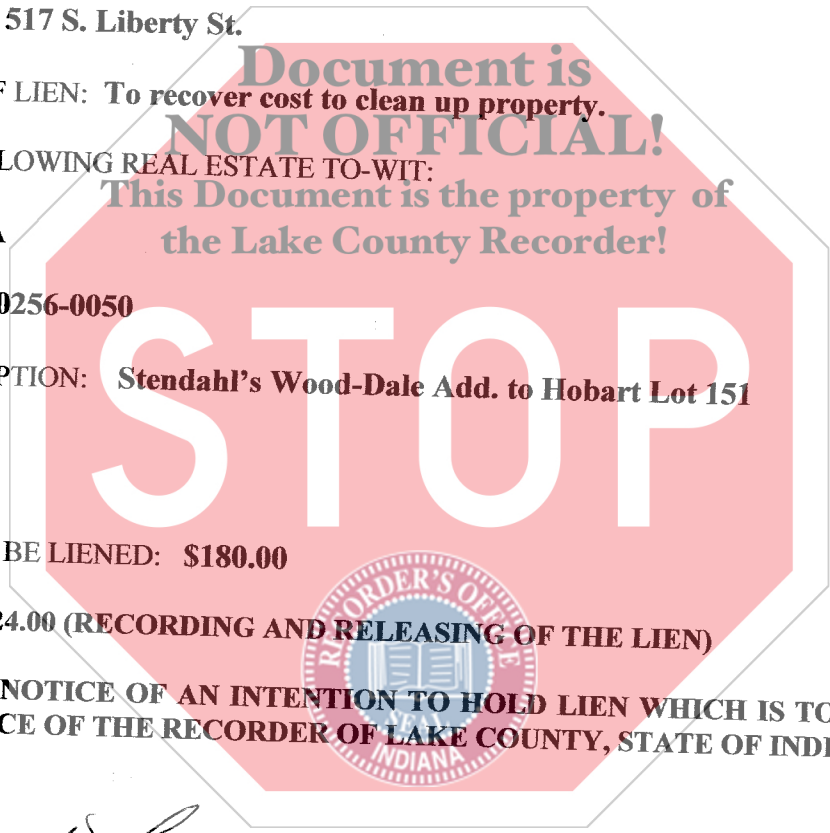 517 S. Liberty St.
Document is
LIEN: To recover cost to clean up property.
NOT OFFICIAL!
LOWING REAL ESTATE TO-WIT:
This Document is the property of
the Lake County Recorder!
0256-0050
STOP
PTION: Stendahl's Wood-Dale Add. to Hobart Lot 151
BE LIENED: $180.00
RECORDER'S OFFICE
4.00 (RECORDING AND RELEASING OF THE LIEN)
NOTICE OF AN INTENTION TO HOLD LIEN WHICH IS TO
SEAL
CE OF THE RECORDER OF LAKE COUNTY, STATE OF INDI
INDIANA